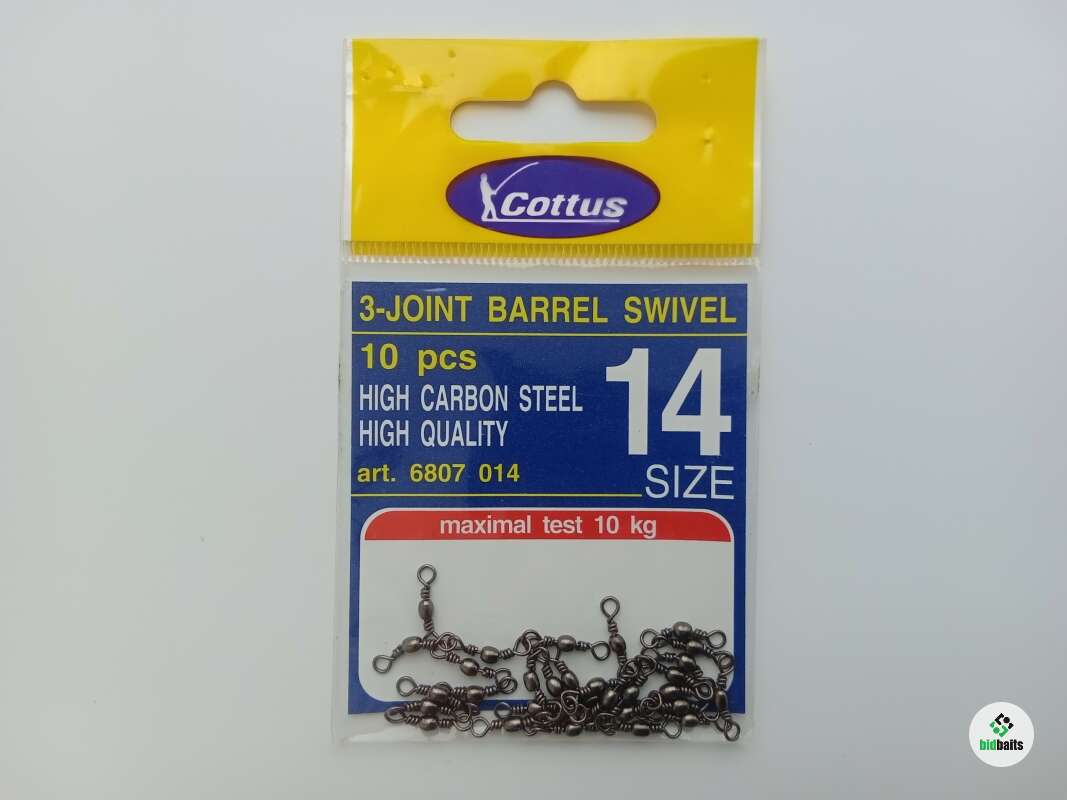 Cottus
3-JOINT BARREL SWIVEL
10 pcs
HIGH CARBON STEEL
HIGH QUALITY
14
art. 6807 014
SIZE
maximal test 10 kg
bidbaits